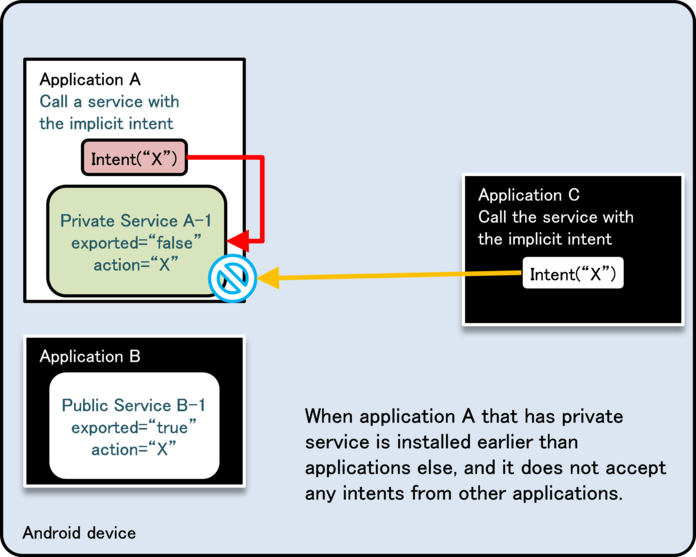 Application A
Call a service with
the implicit intent
Intent(“X”)
Private Service A-1
exported=“false”
action=“X”
Application C
Call the service with
the implicit intent
Intent(“X”)
Application B
Public Service B-1
exported=“true”
action=“X”
When application A that has private
service is installed earlier than
applications else, and it does not accept
any intents from other applications.
Android device